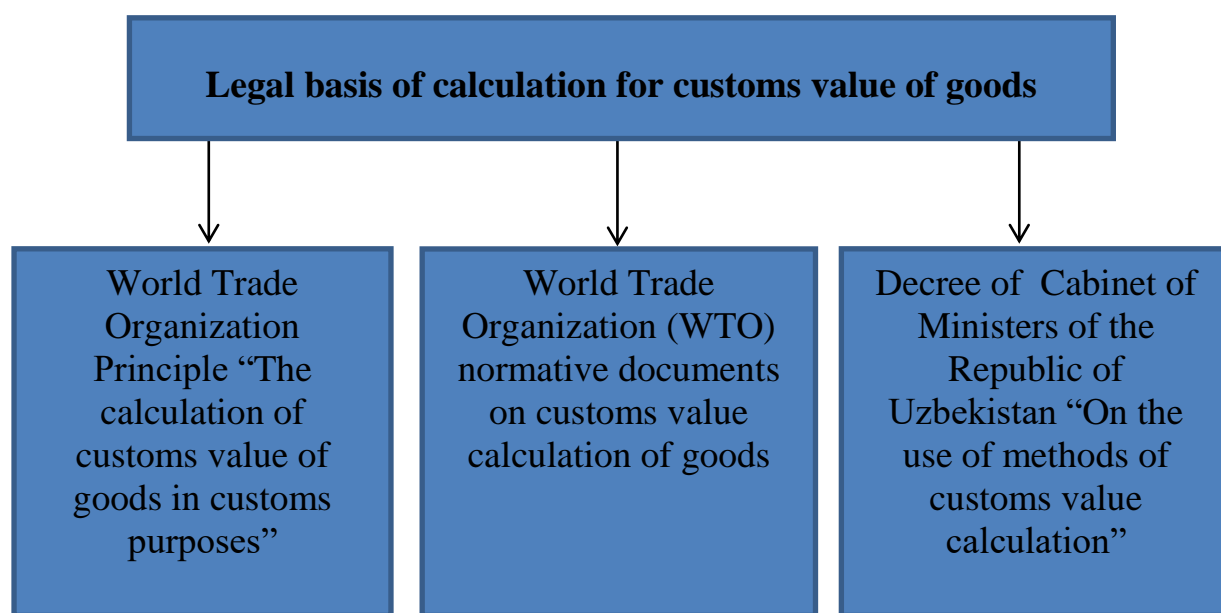 Legal basis of calculation for customs value of goods
World Trade
Organization
Principle “The
calculation of
customs value of
goods in customs
purposes”
World Trade
Organization (WTO)
normative documents
on customs value
calculation of goods
Decree of Cabinet of
Ministers of the
Republic of
Uzbekistan “On the
use of methods of
customs value
calculation”